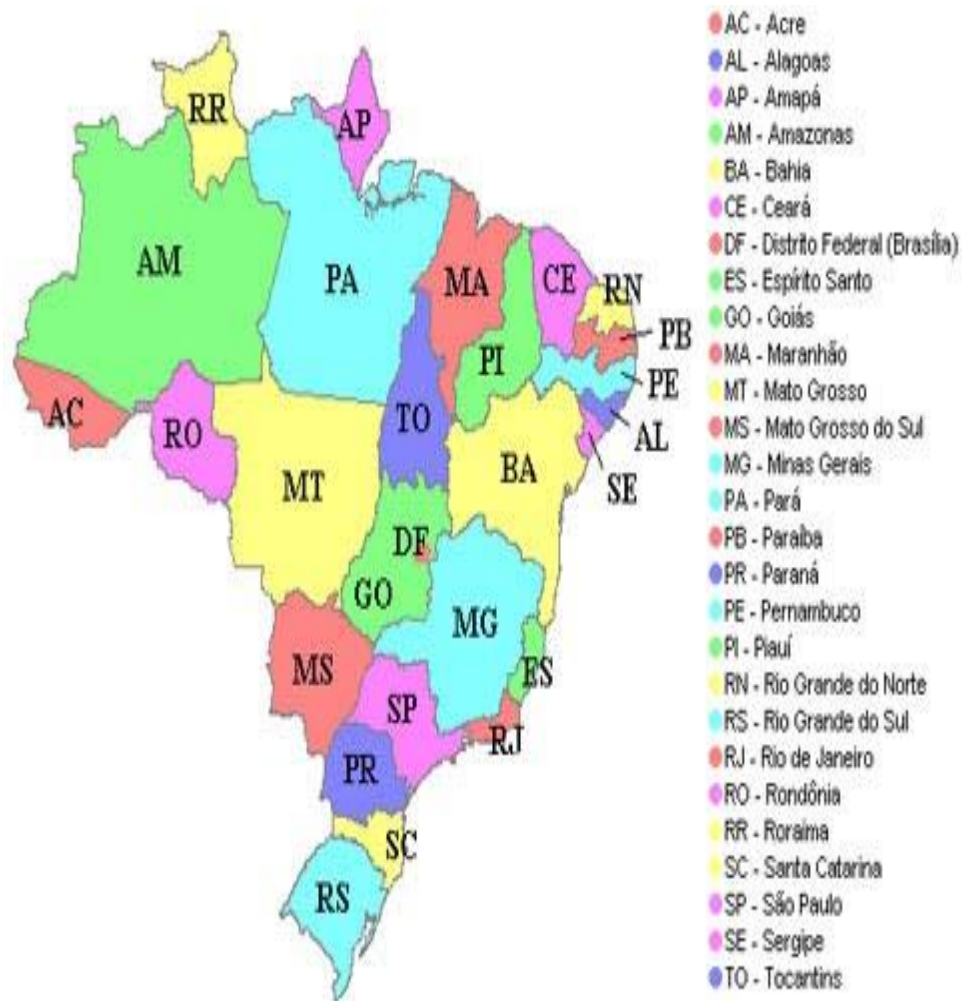 RR
AP
AM
PA
MA
CE
RN
PB
PI
PE
AC
RO
TO
AL
MT
BA
SE
DF
GO
MG
MS
ES
SP
RJ
PR
SC
RS
AC - Acre
AL - Alagoas
AP - Amapá
AM - Amazonas
BA - Bahia
CE - Ceará
DF - Distrito Federal (Brasília)
ES - Espírito Santo
GO - Goiás
MA - Maranhão
MT - Mato Grosso
MS - Mato Grosso do Sul
MG - Minas Gerais
PA - Pará
PB - Paraíba
PR - Paraná
PE - Pernambuco
PI - Piauí
RN - Rio Grande do Norte
RS - Rio Grande do Sul
RJ - Rio de Janeiro
RO - Rondônia
RR - Roraima
SC - Santa Catarina
SP - São Paulo
SE - Sergipe
TO - Tocantins